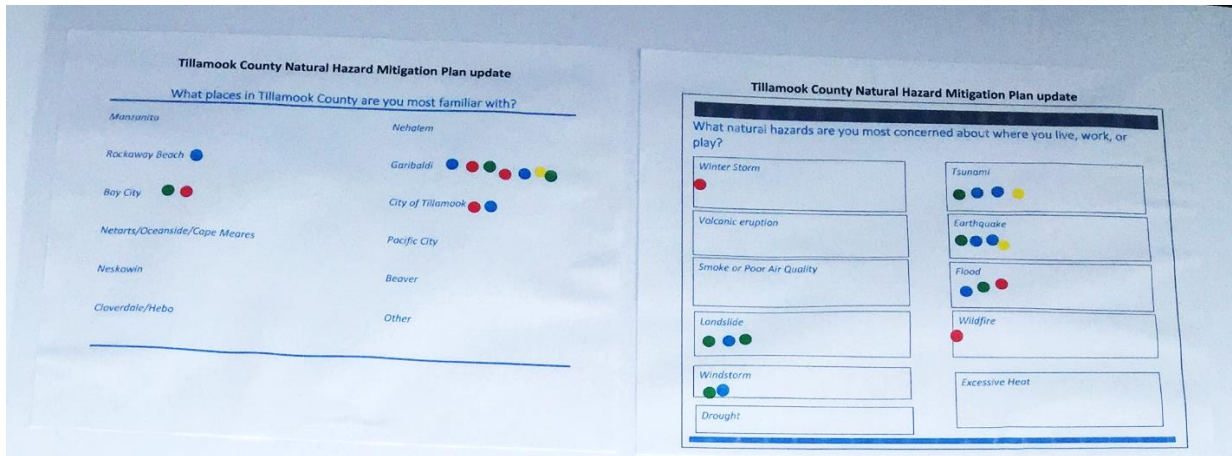 Tillamook County Natural Hazard Mitigation Plan update
What places in Tillamook County are you most familiar with?
Manzanita
Nehalem
Rockaway Beach
Garibaldi
Bay City
City of Tillamook
Netarts/Oceanside/Cape Meares
Pacific City
Neskowin
Beaver
Cloverdale/Hebo
Other
Tillamook County Natural Hazard Mitigation Plan update
What natural hazards are you most concerned about where you live, work, or
play?
Winter Storm
Tsunami
Volcanic eruption
Earthquake
Smoke or Poor Air Quality
Flood
Landslide
Wildfire
Windstorm
Excessive Heat
Drought